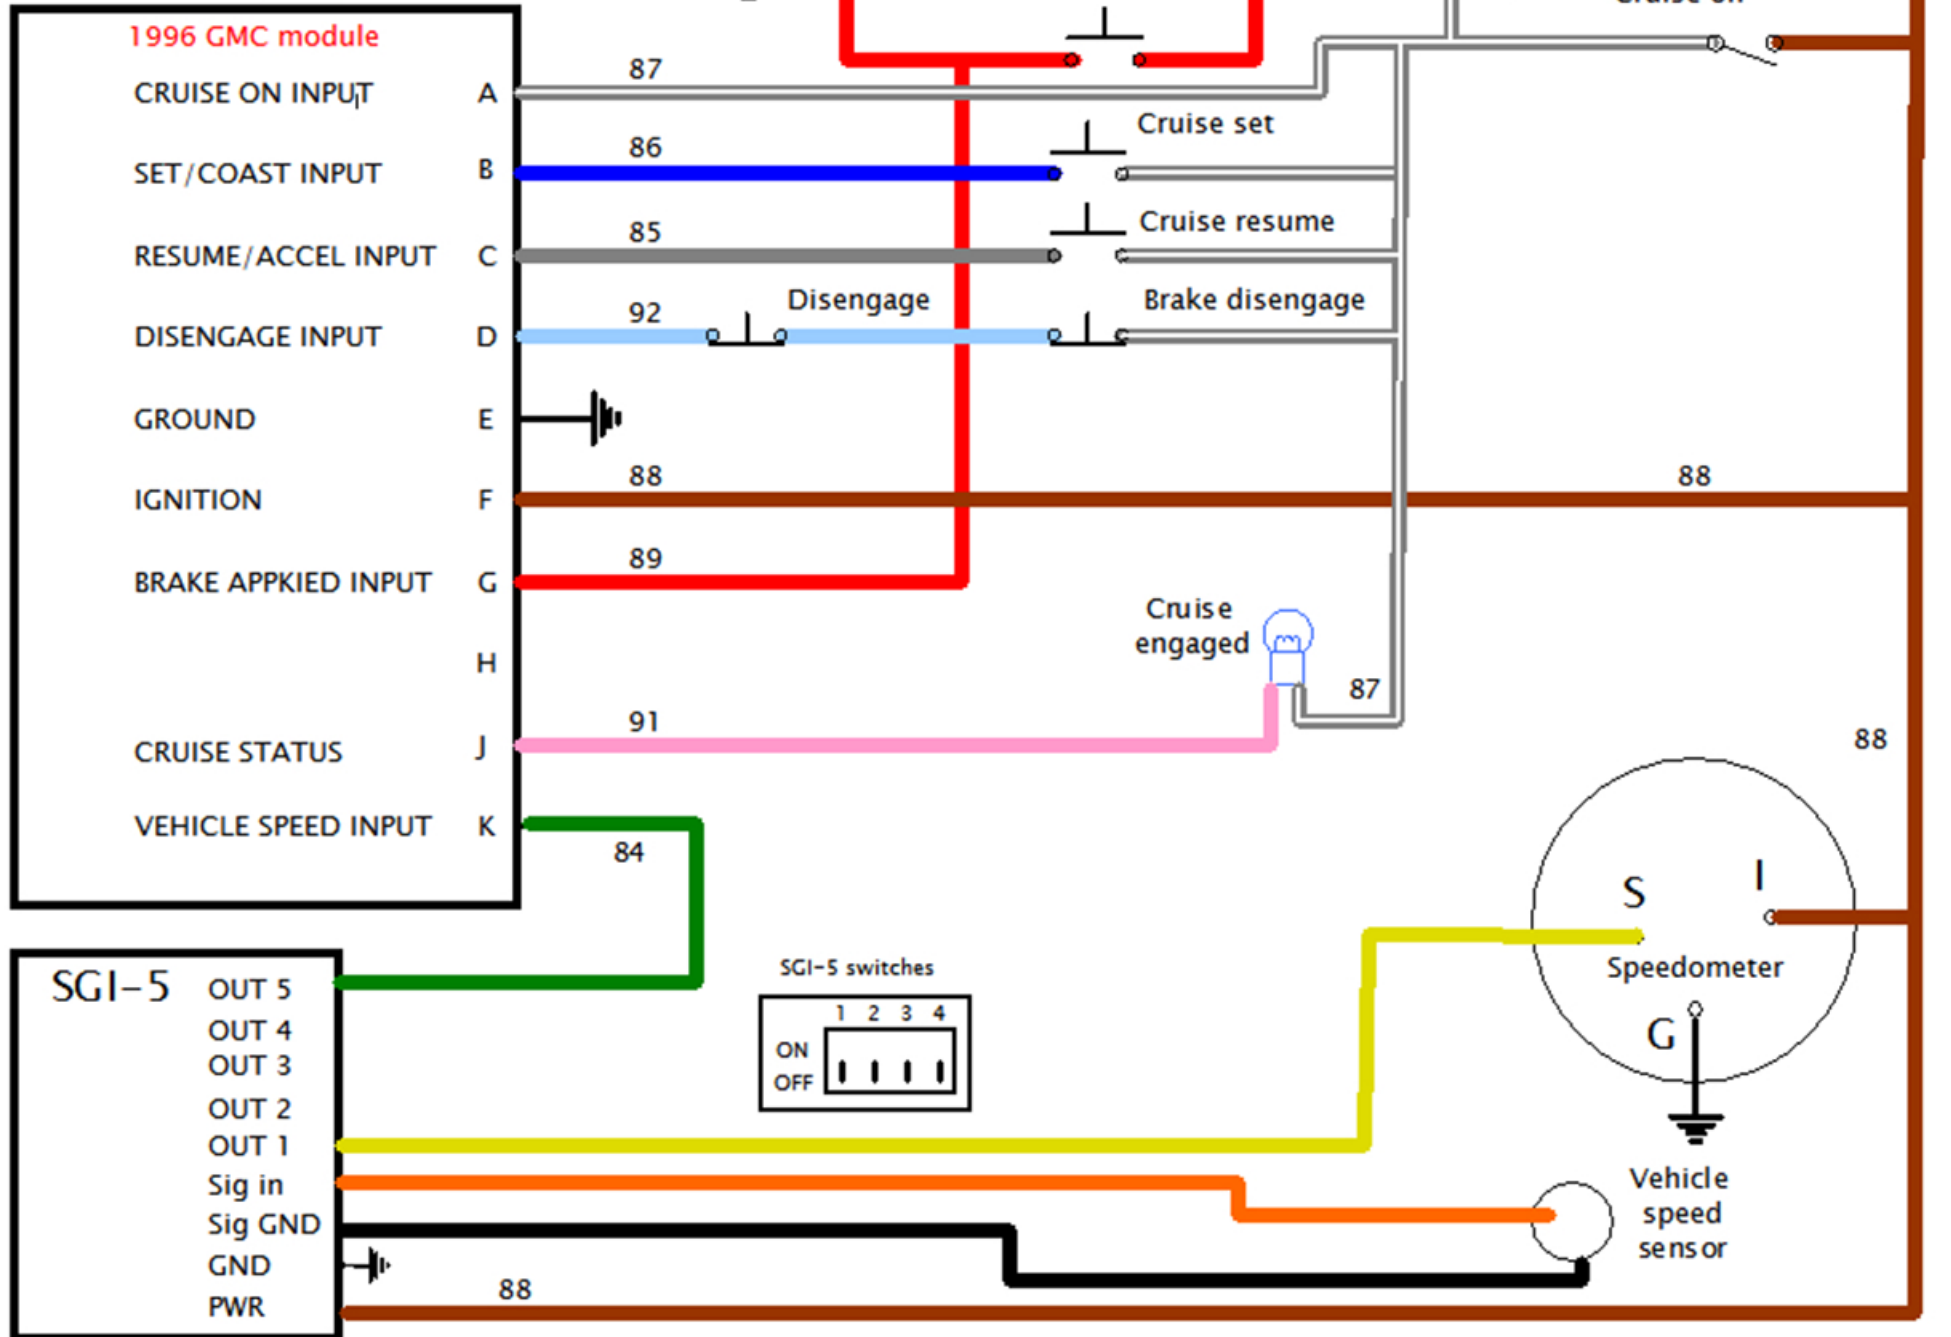 1996 GMC module
CRUISE ON INPUT A 87
Cruise set
SET/COAST INPUT B 86
Cruise resume
RESUME/ACCEL INPUT C 85
Disengage Brake disengage
DISENGAGE INPUT D 92
GROUND E
IGNITION F 88 88
BRAKE APPKIED INPUT G 89
Cruise
engaged
H
87
CRUISE STATUS J 91
88
VEHICLE SPEED INPUT K
84
S I
Speedometer
G
SGI-5 switches
1 2 3 4
ON
OFF
SGI-5
OUT 5
OUT 4
OUT 3
OUT 2
OUT 1
Sig in
Sig GND
GND
PWR
88
Vehicle
speed
sensor